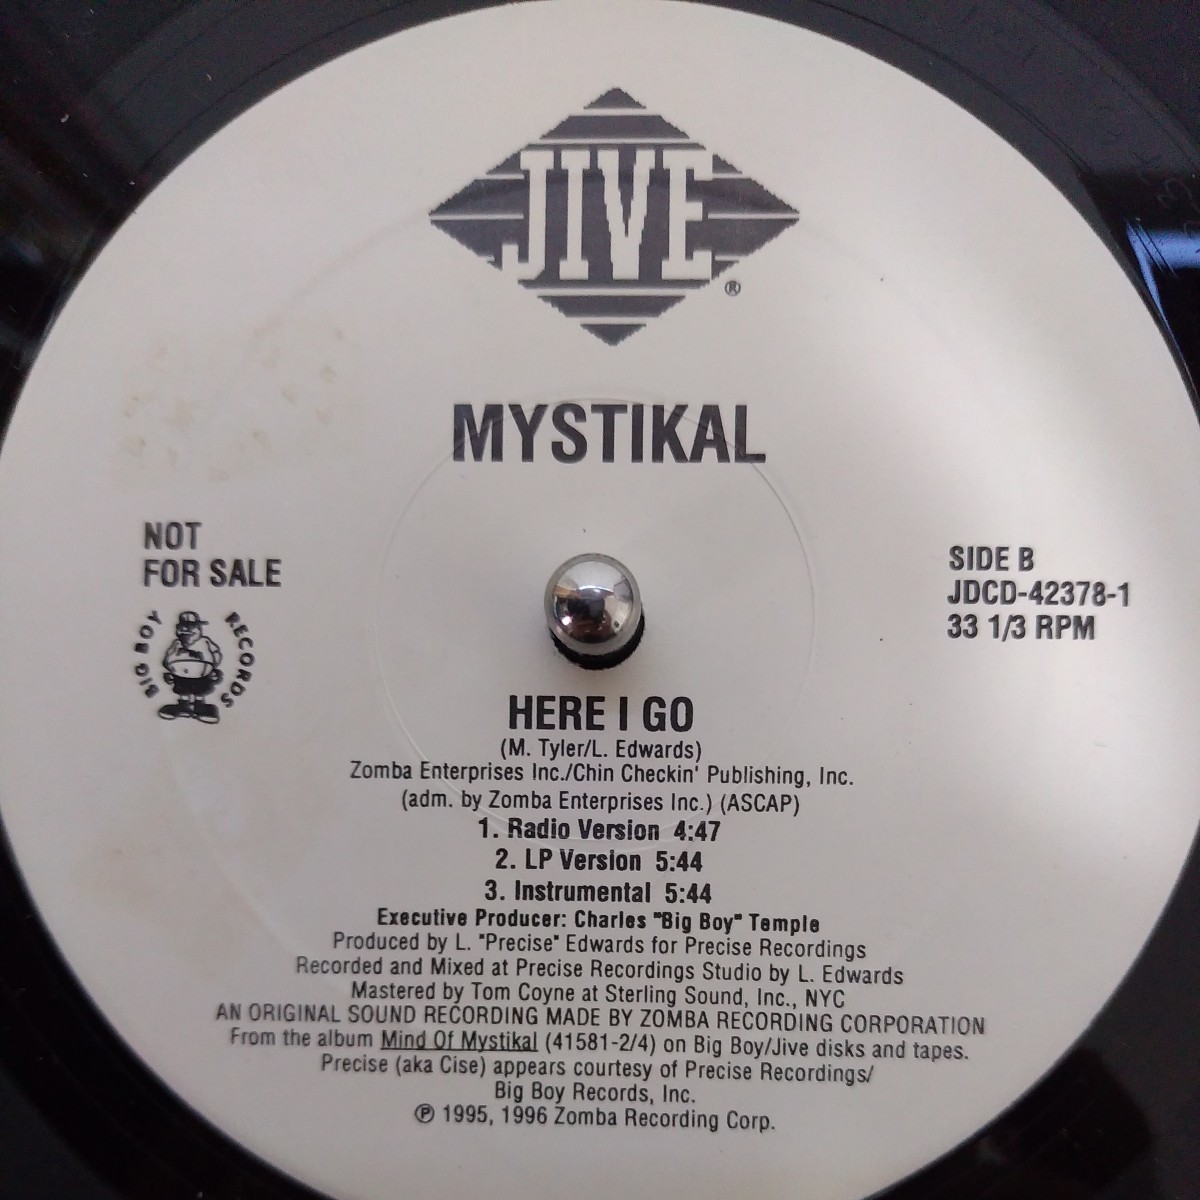 JIVE
®
MYSTIKAL
NOT
FOR SALE
BIG BOY RECORDS
SIDE B
JDCD-42378-1
33 1/3 RPM
HERE I GO
(M. Tyler/L. Edwards)
Zomba Enterprises Inc./Chin Checkin' Publishing, Inc.
(adm. by Zomba Enterprises Inc.) (ASCAP)
1. Radio Version 4:47
2. LP Version 5:44
3. Instrumental 5:44
Executive Producer: Charles "Big Boy" Temple
Produced by L. "Precise" Edwards for Precise Recordings
Recorded and Mixed at Precise Recordings Studio by L. Edwards
Mastered by Tom Coyne at Sterling Sound, Inc., NYC
AN ORIGINAL SOUND RECORDING MADE BY ZOMBA RECORDING CORPORATION
From the album Mind Of Mystikal (41581-2/4) on Big Boy/Jive disks and tapes.
Precise (aka Cise) appears courtesy of Precise Recordings/
Big Boy Records, Inc.
℗ 1995, 1996 Zomba Recording Corp.